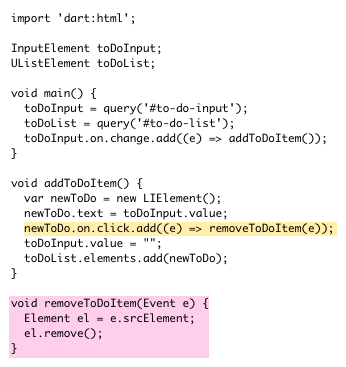 import 'dart:html';

InputElement toDoInput;
UListElement toDoList;

void main() {
  toDoInput = query('#to-do-input');
  toDoList = query('#to-do-list');
  toDoInput.on.change.add((e) => addToDoItem());
}

void addToDoItem() {
  var newToDo = new LIElement();
  newToDo.text = toDoInput.value;
  newToDo.on.click.add((e) => removeToDoItem(e));
  toDoInput.value = "";
  toDoList.elements.add(newToDo);
}

void removeToDoItem(Event e) {
  Element el = e.srcElement;
  el.remove();
}